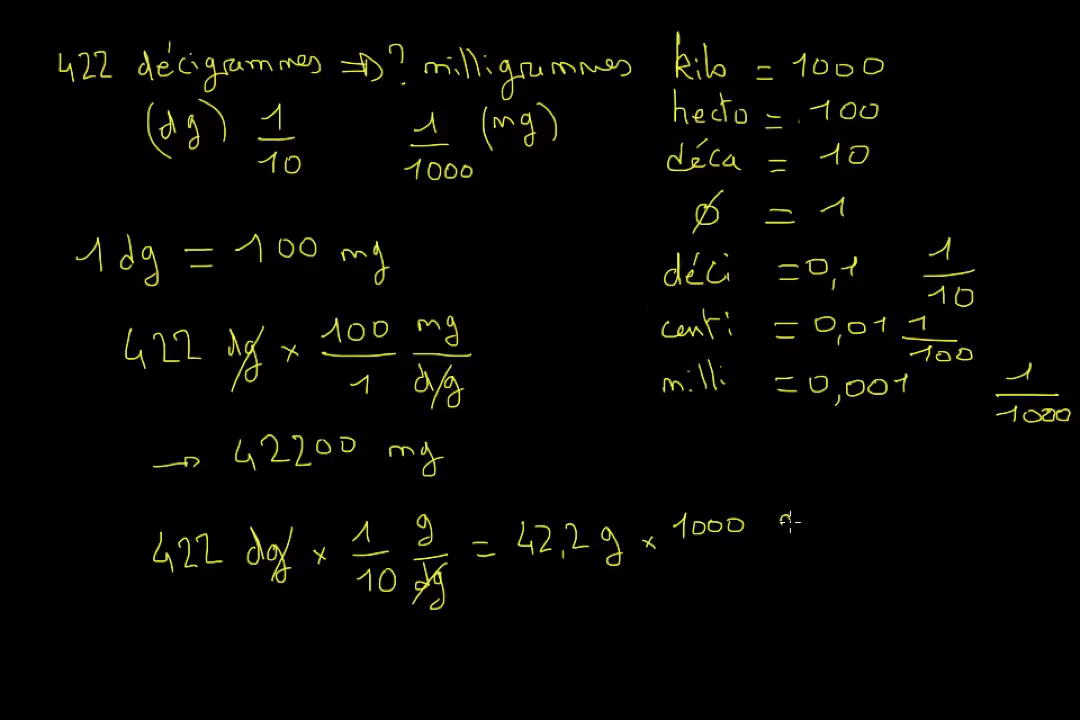 422 décigrammes => ? milligrammes
(dg) 1/10 1/1000 (mg)
1 dg = 100 mg
422 dg × 100/1 mg/dg
→ 42200 mg
422 dg × 1/10 g/dg = 42,2 g × 1000
kilo = 1000
hecto = 100
déca = 10
∅ = 1
déci = 0,1 1/10
centi = 0,01 1/100
milli = 0,001 1/1000